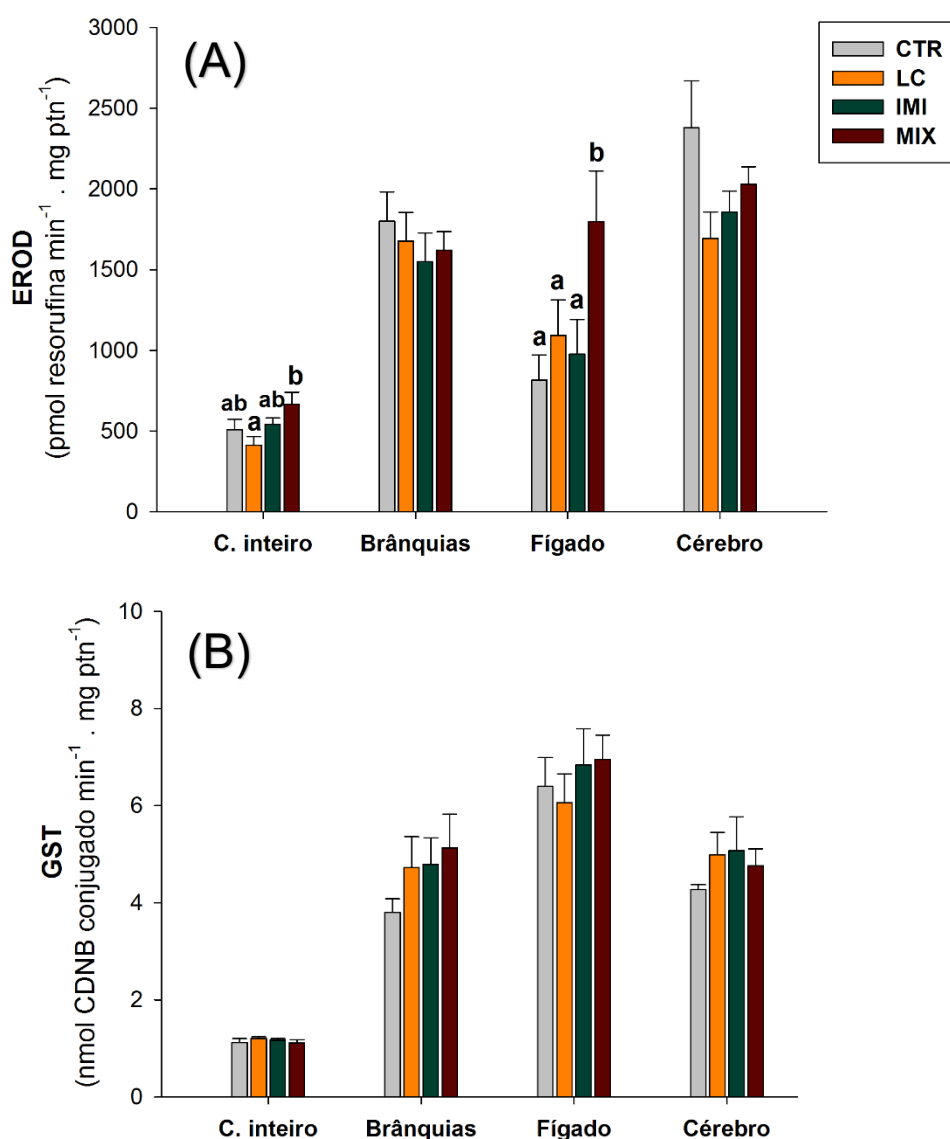 (A)
CTR
LC
IMI
MIX
EROD
(pmol resorufina min⁻¹ . mg ptn⁻¹)
3000
2500
2000
1500
1000
500
0
ab
a
ab
b
a
a
a
b
C. inteiro
Brânquias
Fígado
Cérebro
(B)
GST
(nmol CDNB conjugado min⁻¹ . mg ptn⁻¹)
10
8
6
4
2
0
C. inteiro
Brânquias
Fígado
Cérebro